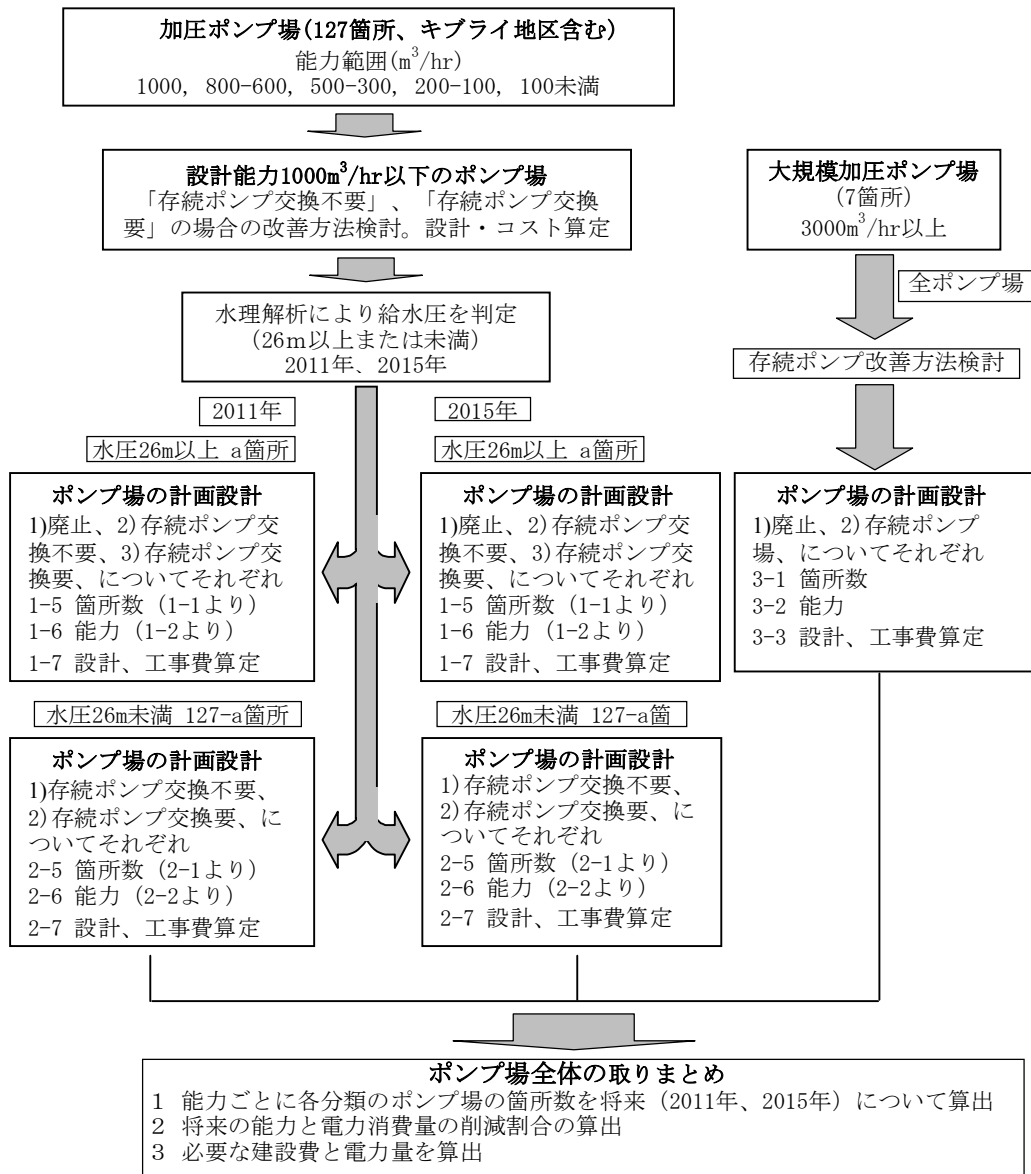 加圧ポンプ場(127箇所、キブライ地区含む)
能力範囲(m³/hr)
1000, 800-600, 500-300, 200-100, 100未満
設計能力1000m³/hr以下のポンプ場
「存続ポンプ交換不要」、「存続ポンプ交換
要」の場合の改善方法検討。設計・コスト算定
大規模加圧ポンプ場
(7箇所)
3000m³/hr以上
全ポンプ場
水理解析により給水圧を判定
(26m以上または未満)
2011年、2015年
存続ポンプ改善方法検討
2011年
水圧26m以上 a箇所
ポンプ場の計画設計
1)廃止、2)存続ポンプ交
換不要、3)存続ポンプ交
換要、についてそれぞれ
1-5 箇所数 (1-1より)
1-6 能力 (1-2より)
1-7 設計、工事費算定
2015年
水圧26m以上 a箇所
ポンプ場の計画設計
1)廃止、2)存続ポンプ交
換不要、3)存続ポンプ交
換要、についてそれぞれ
1-5 箇所数 (1-1より)
1-6 能力 (1-2より)
1-7 設計、工事費算定
ポンプ場の計画設計
1)廃止、2)存続ポンプ
場、についてそれぞれ
3-1 箇所数
3-2 能力
3-3 設計、工事費算定
水圧26m未満 127-a箇所
ポンプ場の計画設計
1)存続ポンプ交換不要、
2)存続ポンプ交換要、に
ついてそれぞれ
2-5 箇所数 (2-1より)
2-6 能力 (2-2より)
2-7 設計、工事費算定
水圧26m未満 127-a箇
ポンプ場の計画設計
1)存続ポンプ交換不要、
2)存続ポンプ交換要、に
ついてそれぞれ
2-5 箇所数 (2-1より)
2-6 能力 (2-2より)
2-7 設計、工事費算定
ポンプ場全体の取りまとめ
1 能力ごとに各分類のポンプ場の箇所数を将来(2011年、2015年)について算出
2 将来の能力と電力消費量の削減割合の算出
3 必要な建設費と電力量を算出